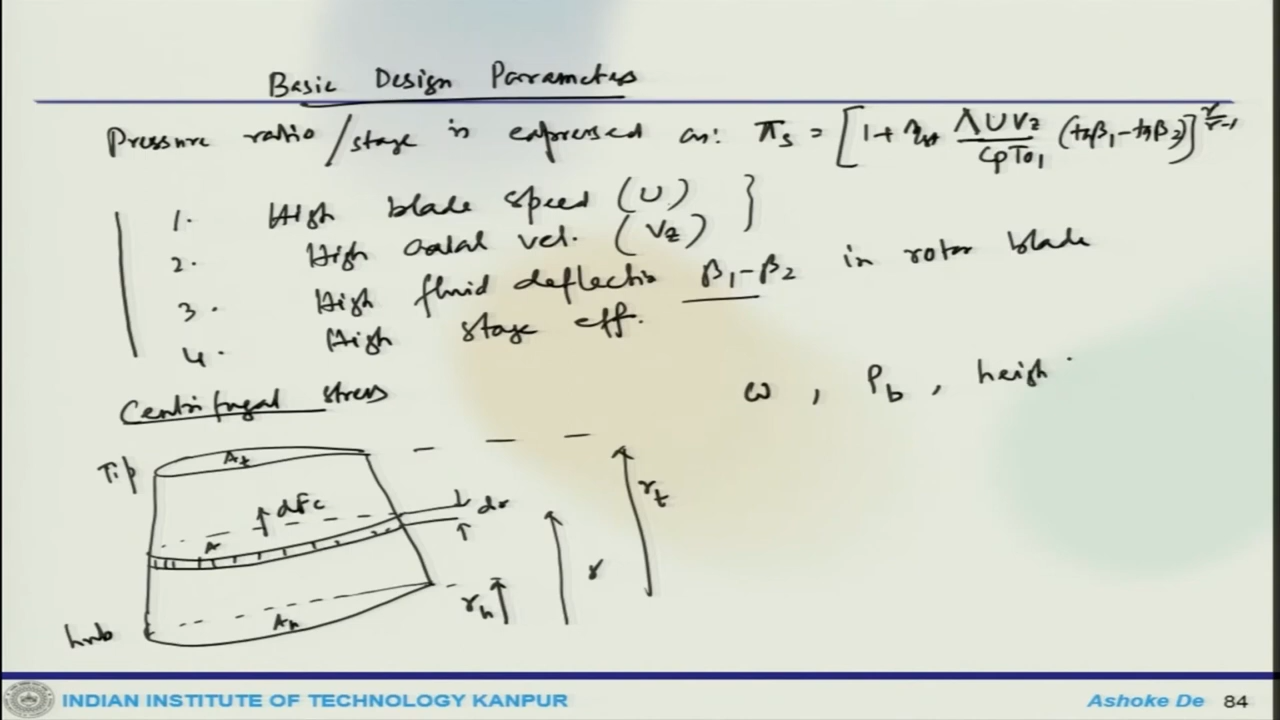 Basic Design Parameters
Pressure ratio/stage is expressed as: πs = [1 + ηst ΛUVz/CpT01 (tanβ1 - tanβ2)]^γ/γ-1
1. High blade speed (U) }
2. High axial vel. (Vz)
3. High fluid deflection β1-β2 in rotor blade
4. High stage eff.
Centrifugal stress
ω, ρb, heigh
Tip
At
dFc
dr
rt
A
r
rh
Ah
hub
INDIAN INSTITUTE OF TECHNOLOGY KANPUR
Ashoke De 84